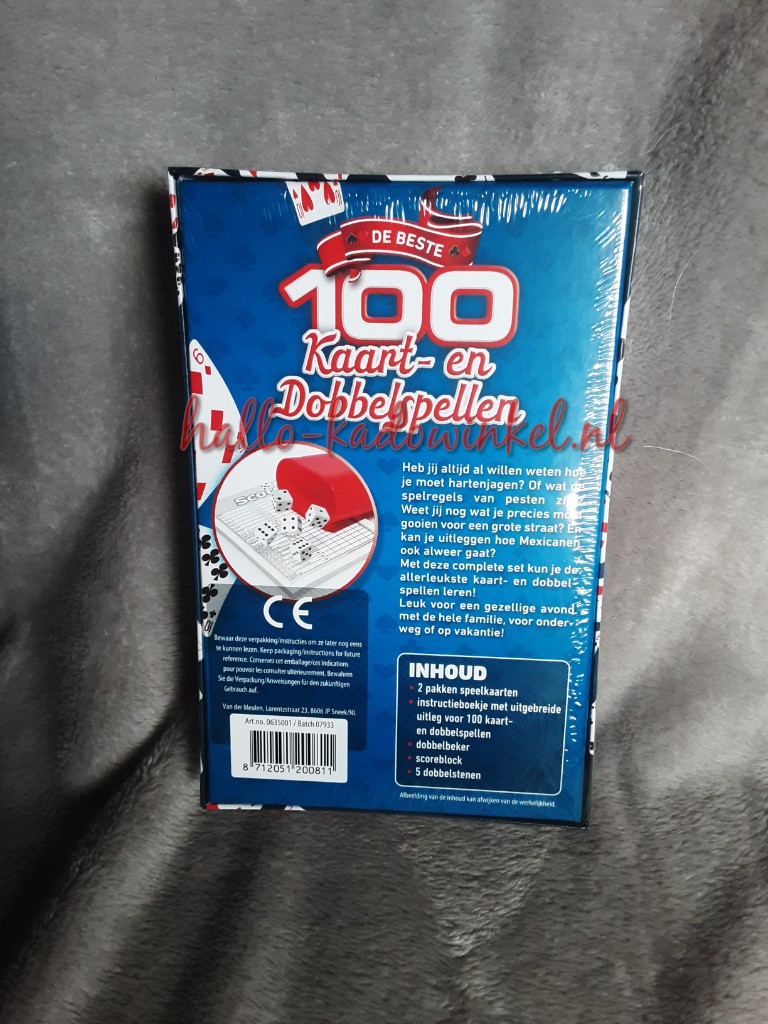 DE BESTE
100
Kaart- en
Dobbelspellen
hallo-kadowinkel.nl
Score
Heb jij altijd al willen weten hoe
je moet hartenjagen? Of wat de
spelregels van pesten
Weet jij nog wat je precies
gooien voor een grote straat? En
kan je uitleggen hoe Mexicanen
ook alweer gaat?
Met deze complete set kun je de
allerleukste kaart- en dobbel-
spellen leren!
Leuk voor een gezellige avond
met de hele familie, voor onder-
weg of op vakantie!
CE
Bewaar deze verpakking/instructies om ze later nog eens
te kunnen lezen. Keep packaging/instructions for future
reference. Conservez cet emballage/ces indications
pour pouvoir les consulter ultérieurement. Bewahren
Sie die Verpackung/Anweisungen für den zukünftigen
Gebrauch auf.
Van der Meulen, Lorentzstraat 23, 8606 JP Sneek/NL
Art.no. 0635001 / Batch 07933
8 712051 200811
INHOUD
• 2 pakken speelkaarten
• instructieboekje met uitgebreide
uitleg voor 100 kaart-
en dobbelspellen
• dobbelbeker
• scoreblock
• 5 dobbelstenen
Afbeelding van de inhoud kan afwijken van de werkelijkheid.